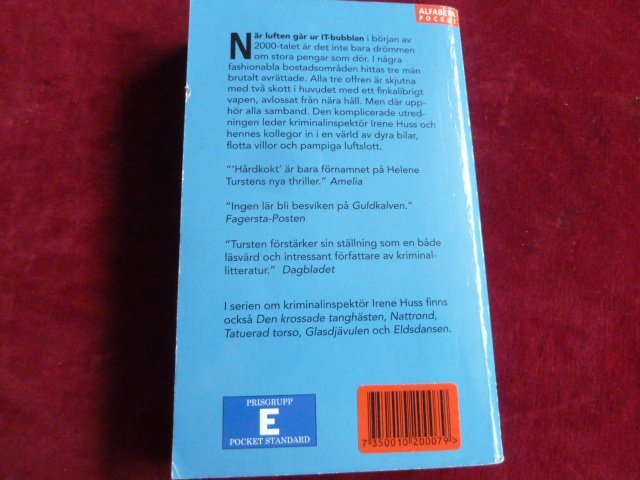 ALFABETA
POCKET
När luften går ur IT-bubblan i början av
2000-talet är det inte bara drömmen
om stora pengar som dör. I några
fashionabla bostadsområden hittas tre män
brutalt avrättade. Alla tre offren är skjutna
med två skott i huvudet med ett finkalibrigt
vapen, avlossat från nära håll. Men där upp-
hör alla samband. Den komplicerade utred-
ningen leder kriminalinspektör Irene Huss och
hennes kollegor in i en värld av dyra bilar,
flotta villor och pampiga luftslott.
”’Hårdkokt’ är bara förnamnet på Helene
Turstens nya thriller.” Amelia
”Ingen lär bli besviken på Guldkalven.”
Fagersta-Posten
”Tursten förstärker sin ställning som en både
läsvärd och intressant författare av kriminal-
litteratur.” Dagbladet
I serien om kriminalinspektör Irene Huss finns
också Den krossade tanghästen, Nattrond,
Tatuerad torso, Glasdjävulen och Eldsdansen.
PRISGRUPP
E
POCKET STANDARD
7350010200079>